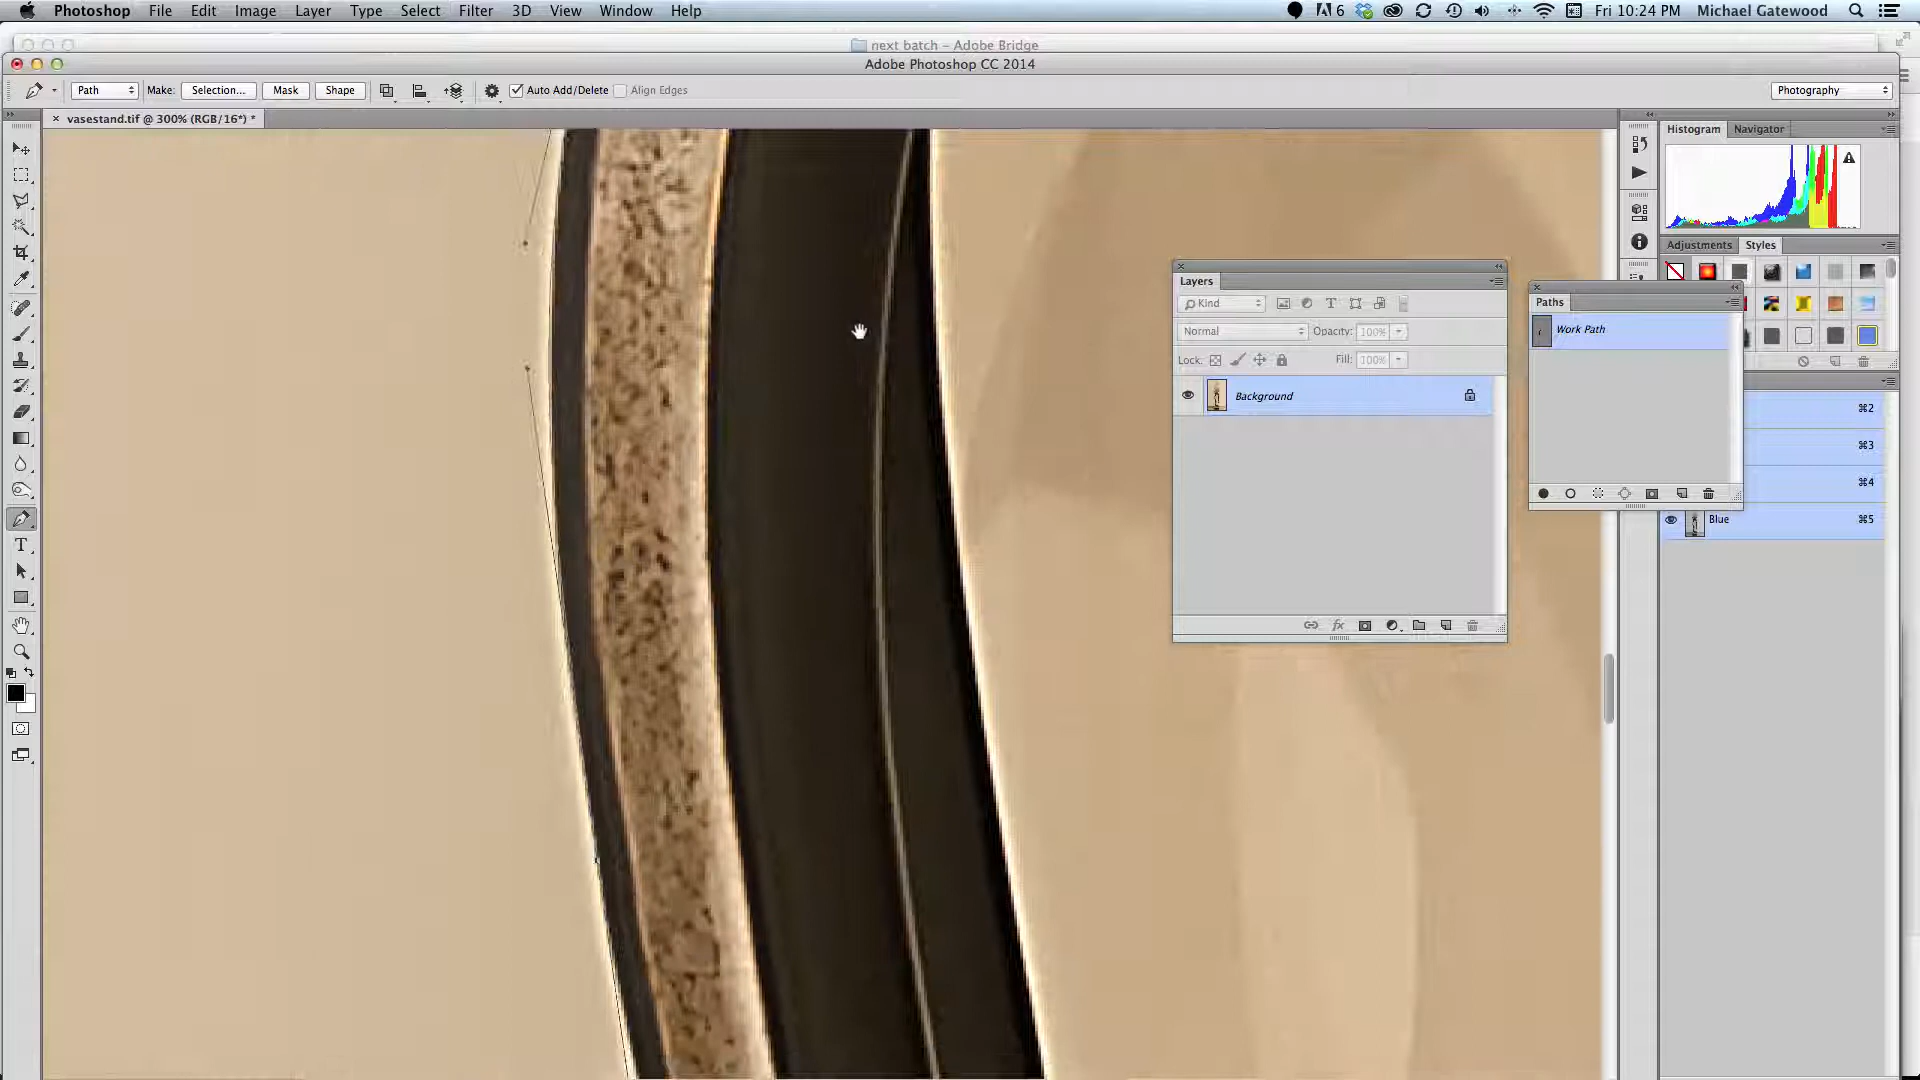 Photoshop File Edit Image Layer Type Select Filter 3D View Window Help 6 Fri 10:24 PM Michael Gatewood
next batch – Adobe Bridge
Adobe Photoshop CC 2014
Path Make: Selection... Mask Shape Auto Add/Delete Align Edges Photography
× vasestand.tif @ 300% (RGB/16*) *
Histogram Navigator
Adjustments Styles
Layers
Kind
Normal Opacity: 100%
Lock: Fill: 100%
Background
Paths
Work Path
⌘2
⌘3
⌘4
Blue ⌘5